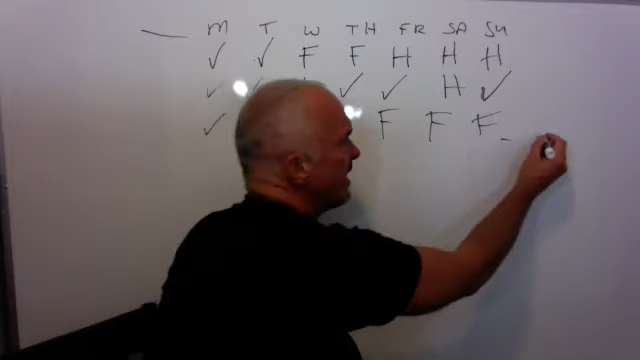 M T W TH FR SA SU
✓ ✓ F F H H H
✓ ✓ ✓ H ✓
✓ F F F